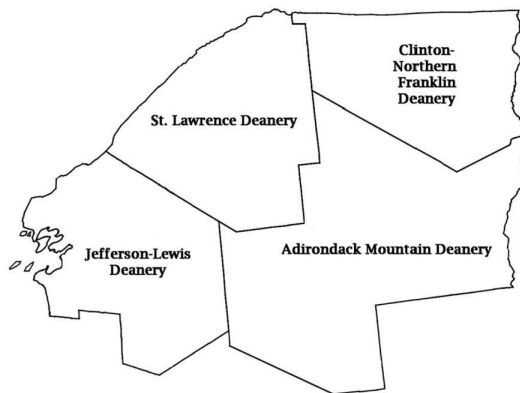 Clinton-
Northern
Franklin
Deanery
St. Lawrence Deanery
Jefferson-Lewis
Deanery
Adirondack Mountain Deanery